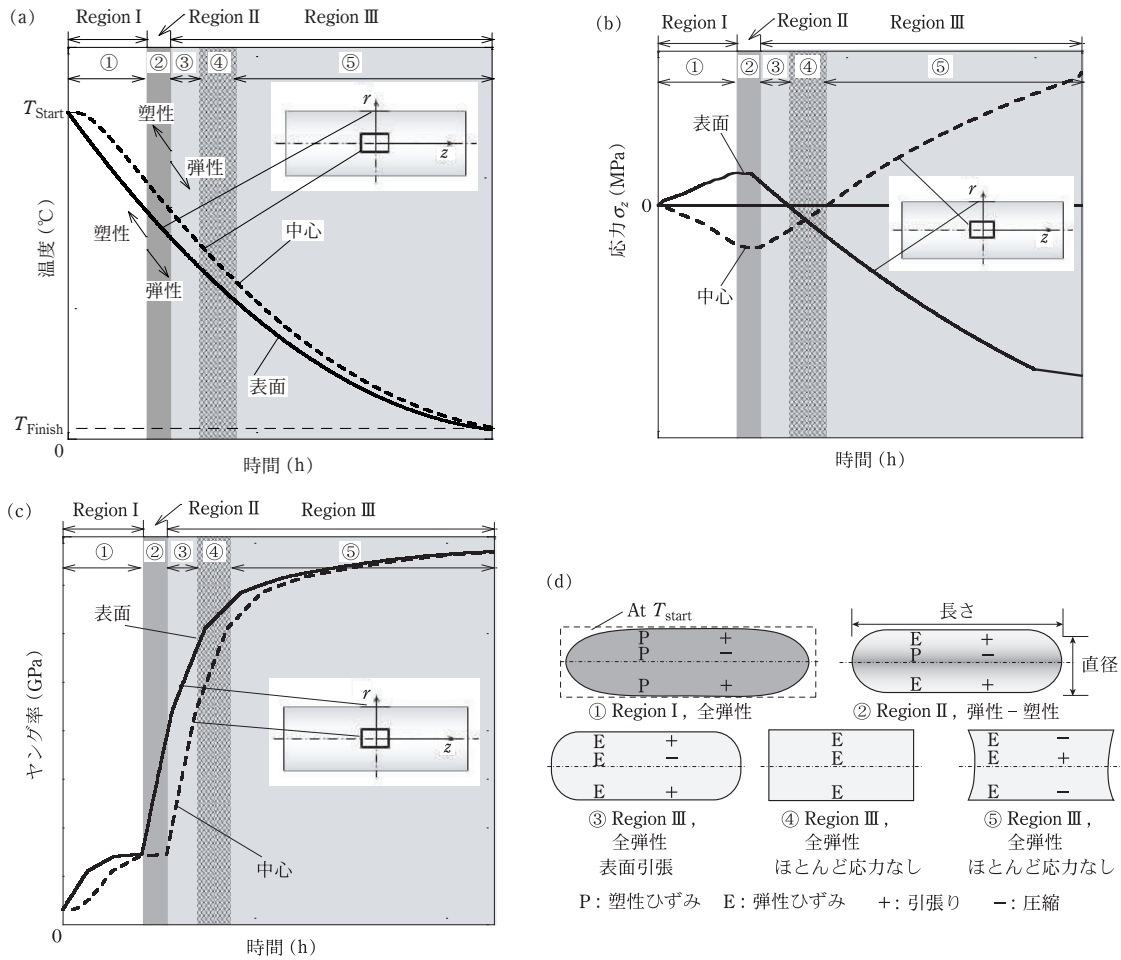 (a)
Region Ⅰ
Region Ⅱ
Region Ⅲ
①
②
③
④
⑤
T_Start
塑性
弾性
塑性
弾性
r
z
中心
表面
温度 (℃)
T_Finish
0
時間 (h)
(b)
Region Ⅰ
Region Ⅱ
Region Ⅲ
①
②
③
④
⑤
表面
中心
r
z
応力 σ_z (MPa)
0
時間 (h)
(c)
Region Ⅰ
Region Ⅱ
Region Ⅲ
①
②
③
④
⑤
表面
中心
r
z
ヤング率 (GPa)
0
時間 (h)
(d)
At T_start
P +
P −
P +
① Region Ⅰ, 全弾性
長さ
直径
E +
P −
E +
② Region Ⅱ, 弾性－塑性
E +
E −
E +
③ Region Ⅲ,
全弾性
表面引張
E
E
E
④ Region Ⅲ,
全弾性
ほとんど応力なし
E −
E +
E −
⑤ Region Ⅲ,
全弾性
ほとんど応力なし
P : 塑性ひずみ E : 弾性ひずみ + : 引張り − : 圧縮